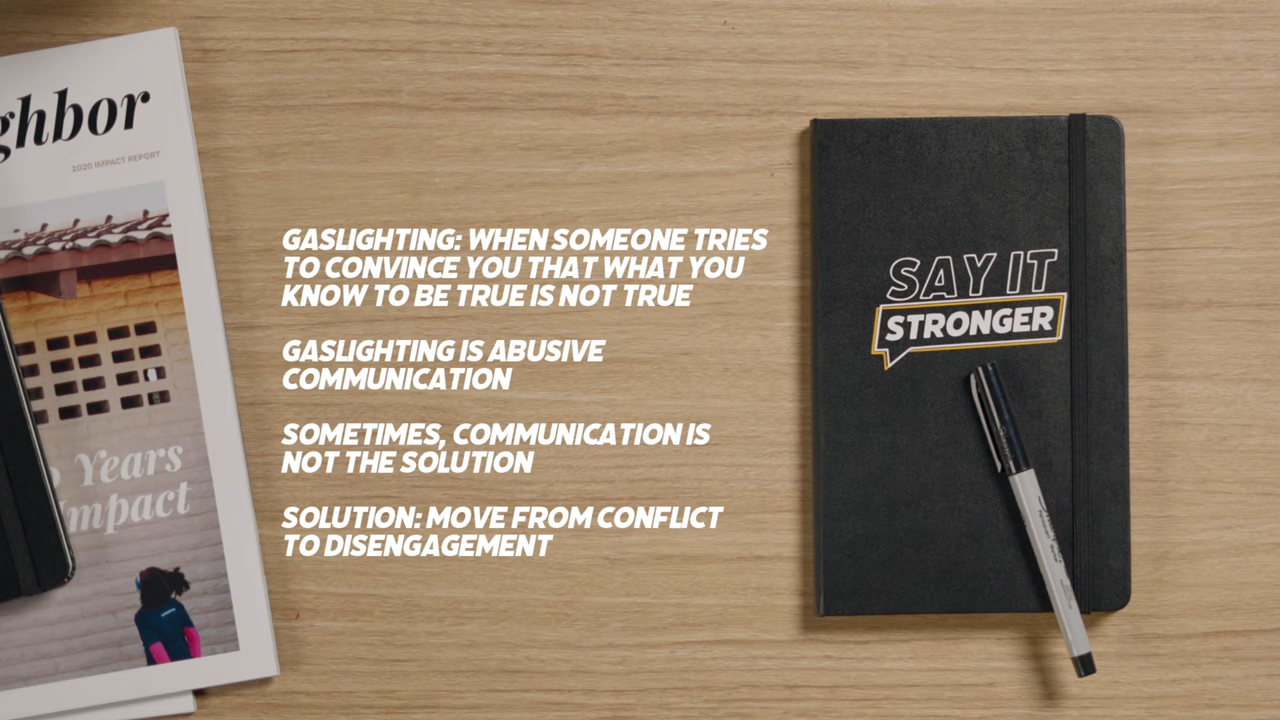 ghbor
2020 IMPACT REPORT
Years
Impact
GASLIGHTING: WHEN SOMEONE TRIES
TO CONVINCE YOU THAT WHAT YOU
KNOW TO BE TRUE IS NOT TRUE
GASLIGHTING IS ABUSIVE
COMMUNICATION
SOMETIMES, COMMUNICATION IS
NOT THE SOLUTION
SOLUTION: MOVE FROM CONFLICT
TO DISENGAGEMENT
SAY IT
STRONGER